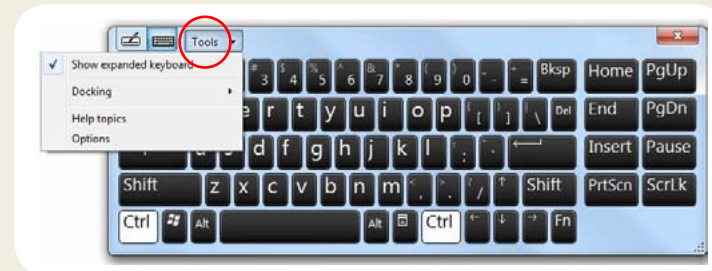 Tools
✓ Show expanded keyboard
Docking
Help topics
Options
# 3 $ 4 % 5 ^ 6 & 7 * 8 ( 9 ) 0 _ - + = Bksp Home PgUp
e r t y u i o p { [ } ] | \ Del End PgDn
d f g h j k l : ; " ' Insert Pause
Shift z x c v b n m < , > . ? / ↑ Shift PrtScn ScrLk
Ctrl Alt Alt Ctrl ← ↓ → Fn